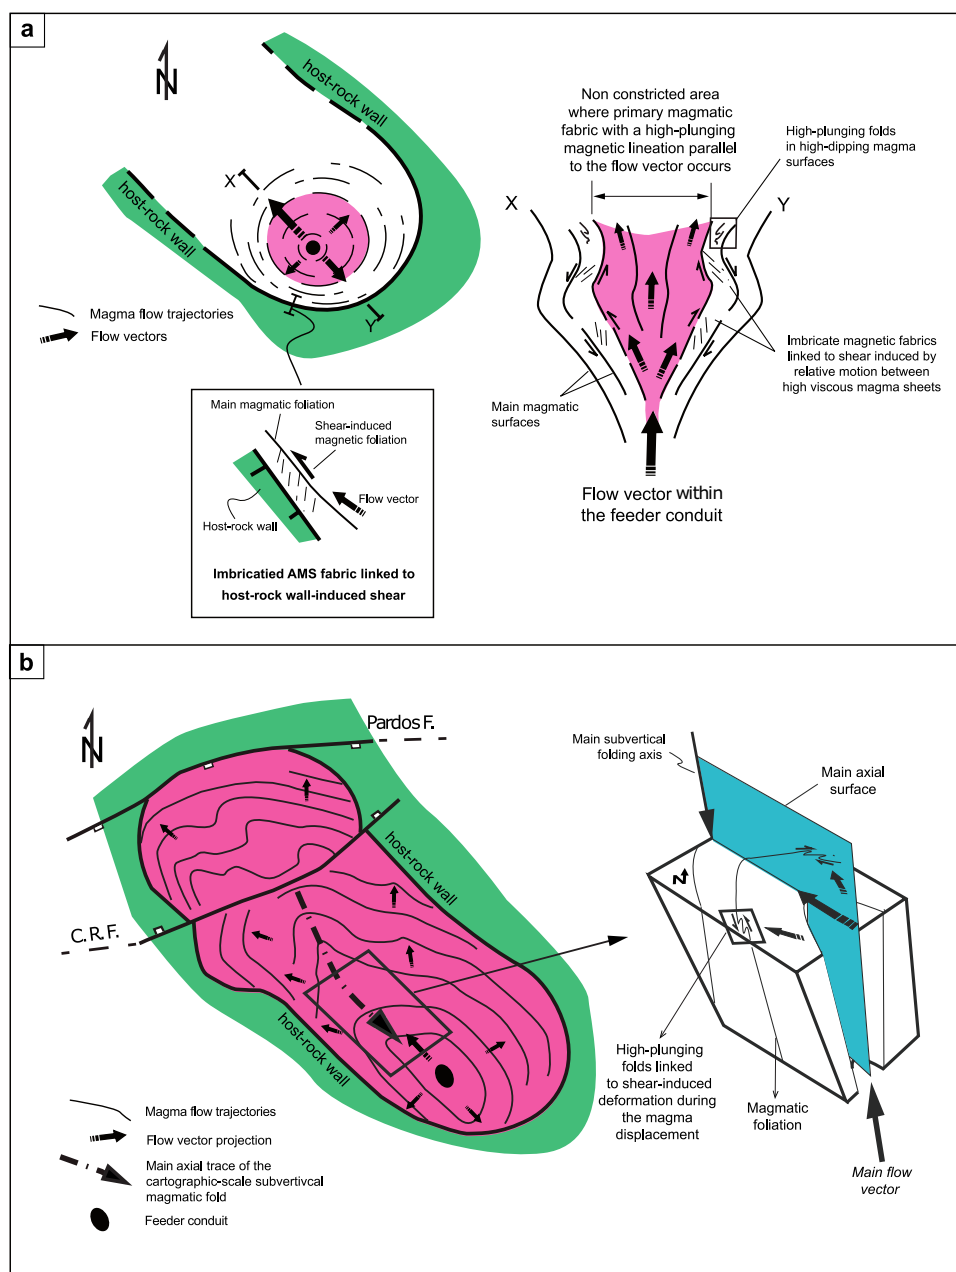 a
N
host-rock wall
host-rock wall
X
Y
Magma flow trajectories
Flow vectors
Non constricted area
where primary magmatic
fabric with a high-plunging
magnetic lineation parallel
to the flow vector occurs
High-plunging folds
in high-dipping magma
surfaces
X
Y
Imbricate magnetic fabrics
linked to shear induced by
relative motion between
high viscous magma sheets
Main magmatic
surfaces
Flow vector within
the feeder conduit
Main magmatic foliation
Shear-induced
magnetic foliation
Flow
vector
Host-rock
wall
Imbricatied AMS fabric linked to
host-rock wall-induced shear
b
N
Pardos F.
host-rock wall
C.R.F.
host-rock wall
Magma flow trajectories
Flow vector projection
Main axial trace of the
cartographic-scale subvertivcal
magmatic fold
Feeder conduit
Main subvertical
folding axis
Main axial
surface
N
High-plunging
folds linked
to shear-induced
deformation during
the magma
displacement
Magmatic
foliation
Main flow
vector